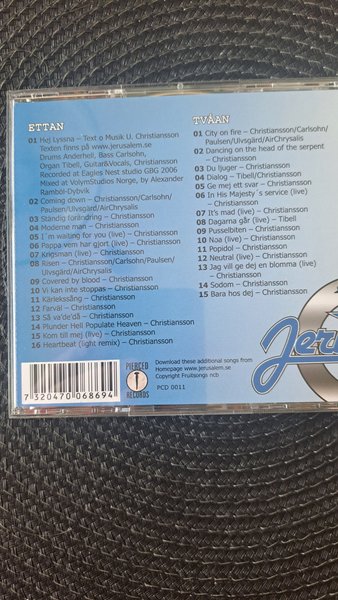 ETTAN
01 Hej Lyssna – Text o Musik U. Christiansson
Texten finns på www.jerusalem.se
Drums Anderhell, Bass Carlsohn,
Organ Tibell, Guitar&Vocals, Christiansson
Recorded at Eagles Nest studio GBG 2006
Mixed at VolymStudios Norge, by Alexander
Ramböl-Dybvik
02 Coming down – Christiansson/Carlsohn/
Paulsen/Ulvsgärd/AirChrysalis
03 Ständig förändring – Christiansson
04 Moderne man – Christiansson
05 I´m waiting for you (live) – Christiansson
06 Pappa vem har gjort (live) – Christiansson
07 Krigsman (live) – Christiansson
08 Risen – Christiansson/Carlsohn/Paulsen/
Ulvsgärd/AirChrysalis
09 Covered by blood – Christiansson
10 Vi kan inte stoppas – Christiansson
11 Kärlekssång – Christiansson
12 Farväl – Christiansson
13 Så va'de'då – Christiansson
14 Plunder Hell Populate Heaven – Christiansson
15 Kom till mej (live) – Christiansson
16 Heartbeat (light remix) – Christiansson
TVÅAN
01 City on fire – Christiansson/Carlsohn/
Paulsen/Ulvsgärd/AirChrysalis
02 Dancing on the head of the serpent
– Christiansson
03 Du ljuger – Christiansson
04 Dialog – Tibell/Christiansson
05 Ge mej ett svar – Christiansson
06 In His Majesty´s service (live)
– Christiansson
07 It's mad (live) – Christiansson
08 Dagarna går (live) – Tibell
09 Pusselbiten – Christiansson
10 Noa (live) – Christiansson
11 Popidol – Christiansson
12 Neutral (live) – Christiansson
13 Jag vill ge dej en blomma (live)
– Christiansson
14 Sodom – Christiansson
15 Bara hos dej – Christiansson
Jeru
7 320470 068694
PIERCED
RECORDS
Download these additional songs from
Homepage www.jerusalem.se
Copyright Fruitsongs ncb
PCD 0011